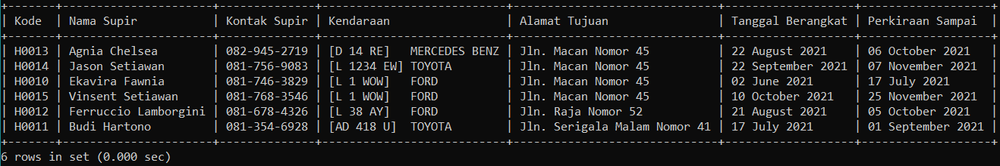 +-------+----------------------+---------------+--------------------------+------------------------------+-------------------+-------------------+
| Kode  | Nama Supir           | Kontak Supir | Kendaraan                | Alamat Tujuan                | Tanggal Berangkat | Perkiraan Sampai  |
+-------+----------------------+---------------+--------------------------+------------------------------+-------------------+-------------------+
| H0013 | Agnia Chelsea        | 082-945-2719 | [D 14 RE]   MERCEDES BENZ | Jln. Macan Nomor 45          | 22 August 2021    | 06 October 2021   |
| H0014 | Jason Setiawan       | 081-756-9083 | [L 1234 EW] TOYOTA        | Jln. Macan Nomor 45          | 22 September 2021 | 07 November 2021  |
| H0010 | Ekavira Fawnia       | 081-746-3829 | [L 1 WOW]   FORD          | Jln. Macan Nomor 45          | 02 June 2021      | 17 July 2021      |
| H0015 | Vinsent Setiawan     | 081-768-3546 | [L 1 WOW]   FORD          | Jln. Macan Nomor 45          | 10 October 2021   | 25 November 2021  |
| H0012 | Ferruccio Lamborgini | 081-678-4326 | [L 38 AY]   FORD          | Jln. Raja Nomor 52           | 21 August 2021    | 05 October 2021   |
| H0011 | Budi Hartono         | 081-354-6928 | [AD 418 U]  TOYOTA        | Jln. Serigala Malam Nomor 41 | 17 July 2021      | 01 September 2021 |
+-------+----------------------+---------------+--------------------------+------------------------------+-------------------+-------------------+
6 rows in set (0.000 sec)